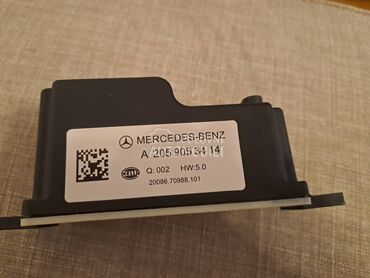 MERCEDES-BENZ
A 205 905 34 14
Q: 002 HW:5.0
20086.70988.101